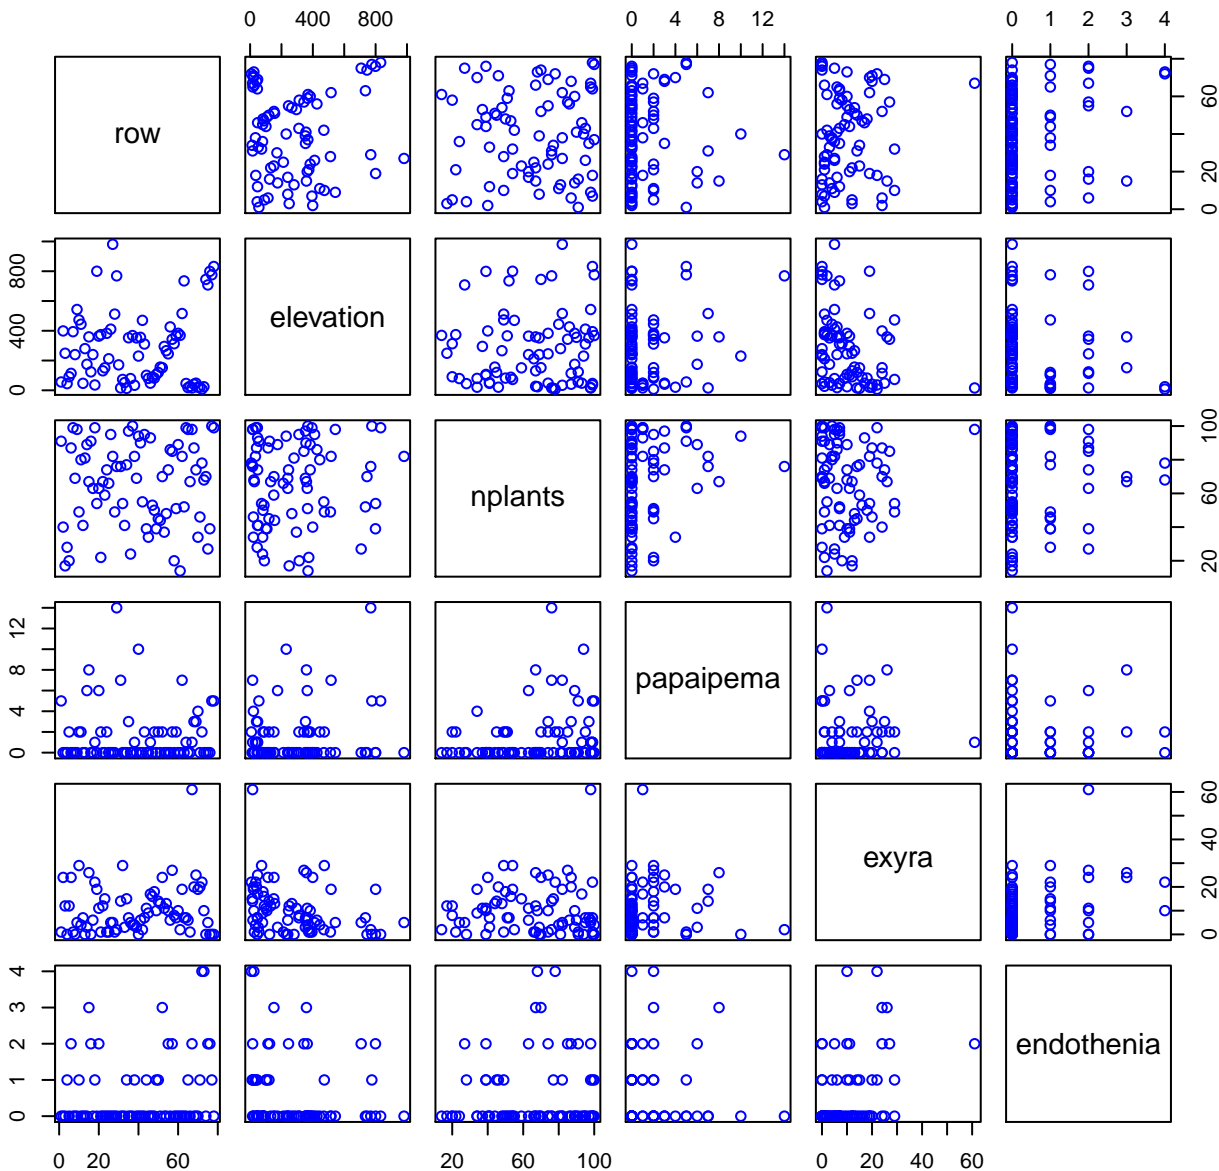 0 400 800 0 4 8 12 0 1 2 3 4
row 0 20 60
0 400 800 elevation
nplants 20 60 100
0 4 8 12 papaipema
exyra 0 20 40 60
0 1 2 3 4 endothenia
0 20 60 20 60 100 0 20 40 60